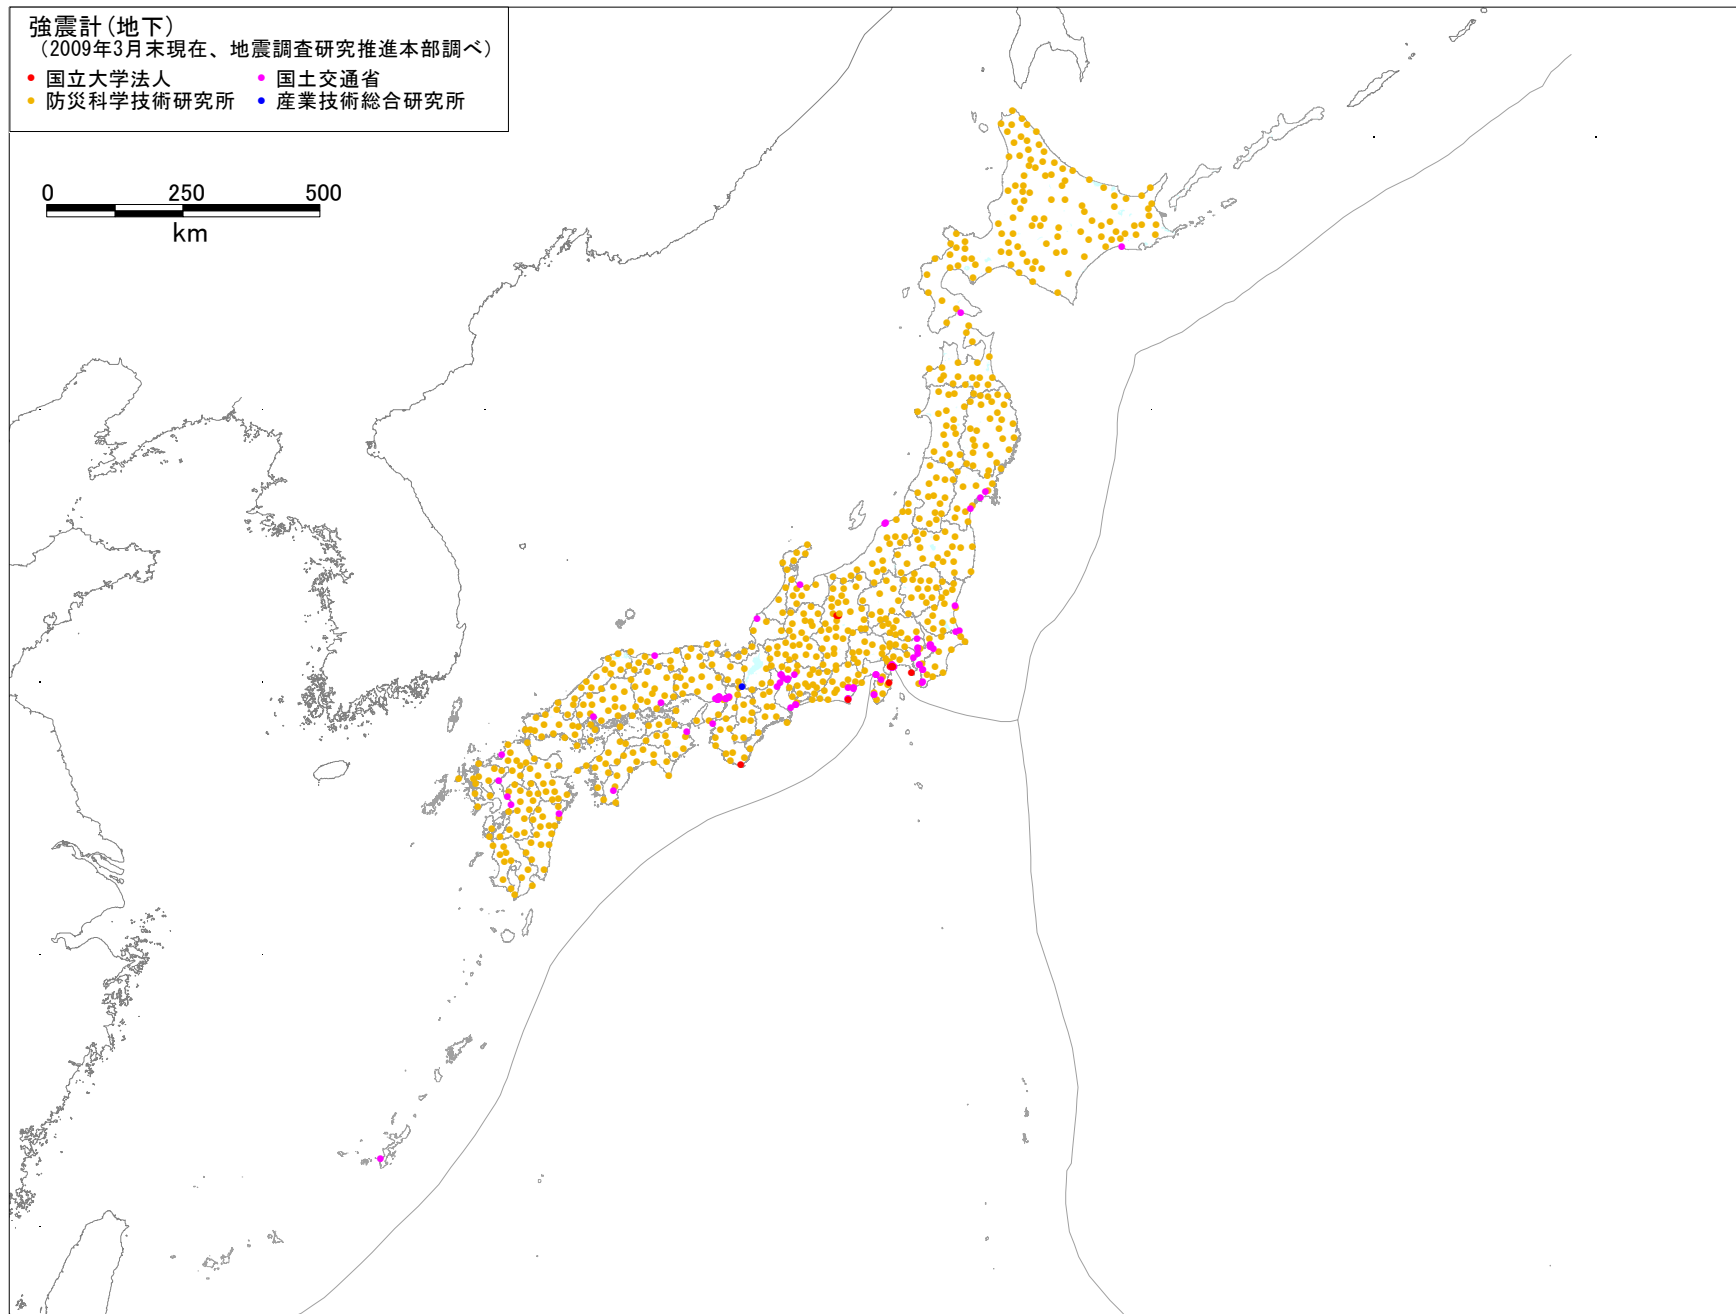 強震計(地下)
(2009年3月末現在、地震調査研究推進本部調べ)
国立大学法人 国土交通省
防災科学技術研究所 産業技術総合研究所
0 250 500
km